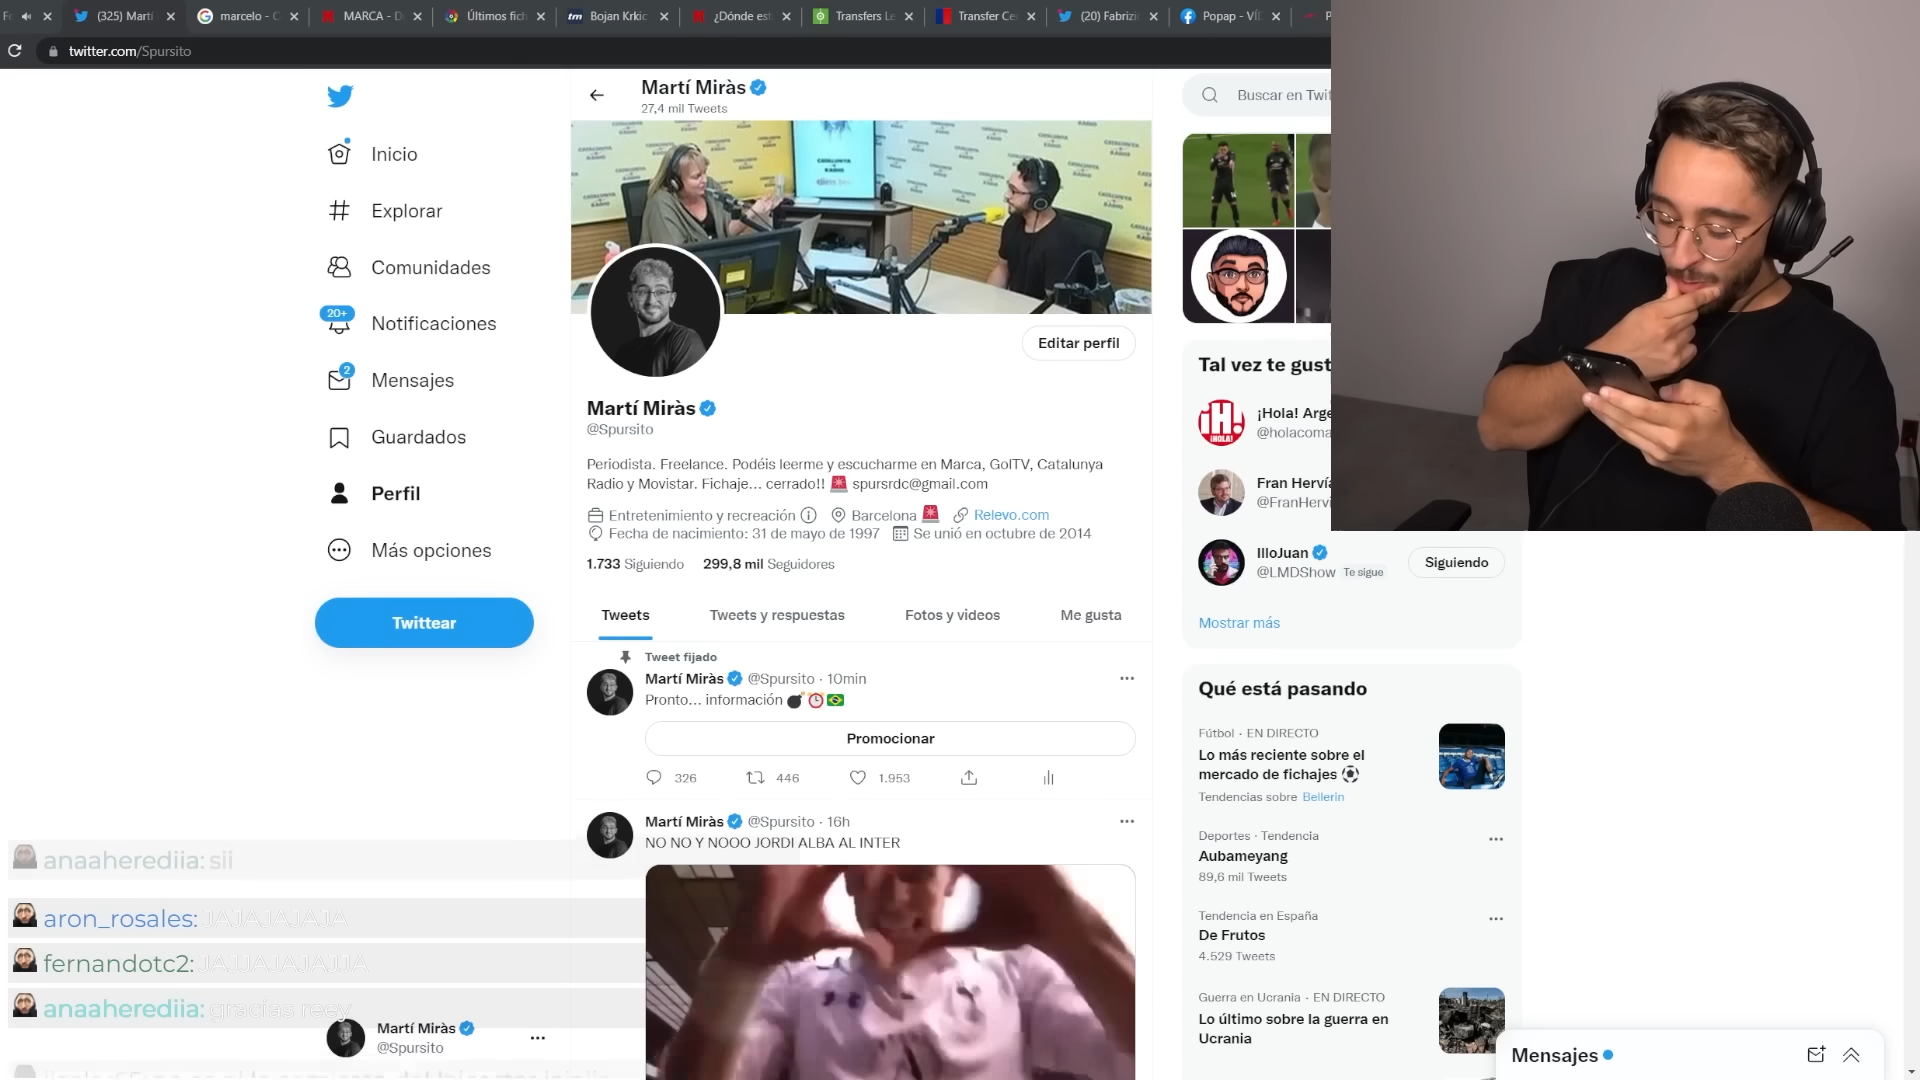 (325) Martí
marcelo - 
MARCA - D
Últimos fich
Bojan Krkic
¿Dónde est
Transfers Le
Transfer Ce
(20) Fabrizi
Popap - VÍD
twitter.com/Spursito
Martí Miràs
27,4 mil Tweets
Buscar en Twit
Inicio
Explorar
Comunidades
20+
Notificaciones
2
Mensajes
Guardados
Perfil
Más opciones
Twittear
CATALUNYA RÀDIO
Editar perfil
Martí Miràs
@Spursito
Periodista. Freelance. Podéis leerme y escucharme en Marca, GolTV, Catalunya
Radio y Movistar. Fichaje... cerrado!! 🚨 spursrdc@gmail.com
Entretenimiento y recreación Barcelona 🚨 Relevo.com
Fecha de nacimiento: 31 de mayo de 1997 Se unió en octubre de 2014
1.733 Siguiendo 299,8 mil Seguidores
Tweets Tweets y respuestas Fotos y videos Me gusta
Tweet fijado
Martí Miràs @Spursito · 10min
Pronto... información 💣⏰🇧🇷
Promocionar
326 446 1.953
Martí Miràs @Spursito · 16h
NO NO Y NOOO JORDI ALBA AL INTER
Tal vez te gust
¡HOLA!
¡Hola! Arge
@holacoma
Fran Hervía
@FranHervi
IlloJuan
@LMDShow Te sigue
Siguiendo
Mostrar más
Qué está pasando
Fútbol · EN DIRECTO
Lo más reciente sobre el
mercado de fichajes ⚽
Tendencias sobre Bellerin
Deportes · Tendencia
Aubameyang
89,6 mil Tweets
Tendencia en España
De Frutos
4.529 Tweets
Guerra en Ucrania · EN DIRECTO
Lo último sobre la guerra en
Ucrania
Mensajes
anaaherediia: sii
aron_rosales: JAJAJAJAJA
fernandotc2: JAJJAJAJAJJA
anaaherediia: gracias reey
Martí Miràs
@Spursito